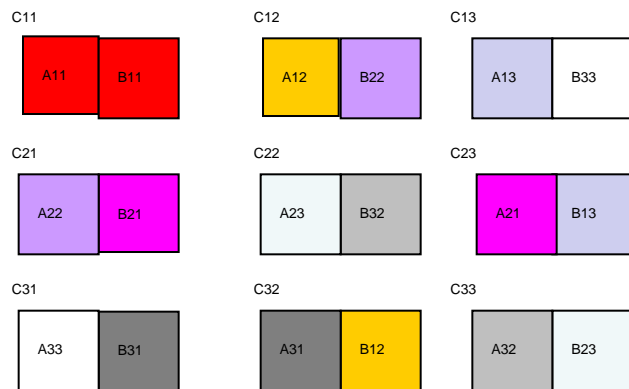 C11 C12 C13
A11 B11 A12 B22 A13 B33
C21 C22 C23
A22 B21 A23 B32 A21 B13
C31 C32 C33
A33 B31 A31 B12 A32 B23